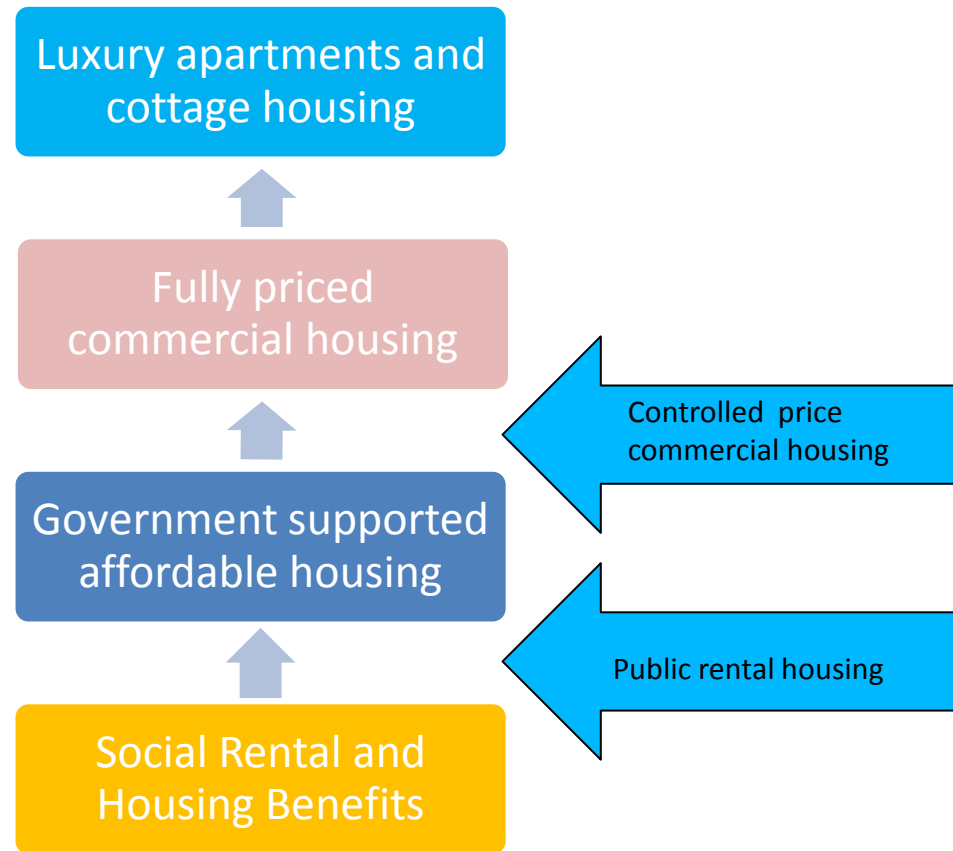 Luxury apartments and
cottage housing
Fully priced
commercial housing
Controlled price
commercial housing
Government supported
affordable housing
Public rental housing
Social Rental and
Housing Benefits